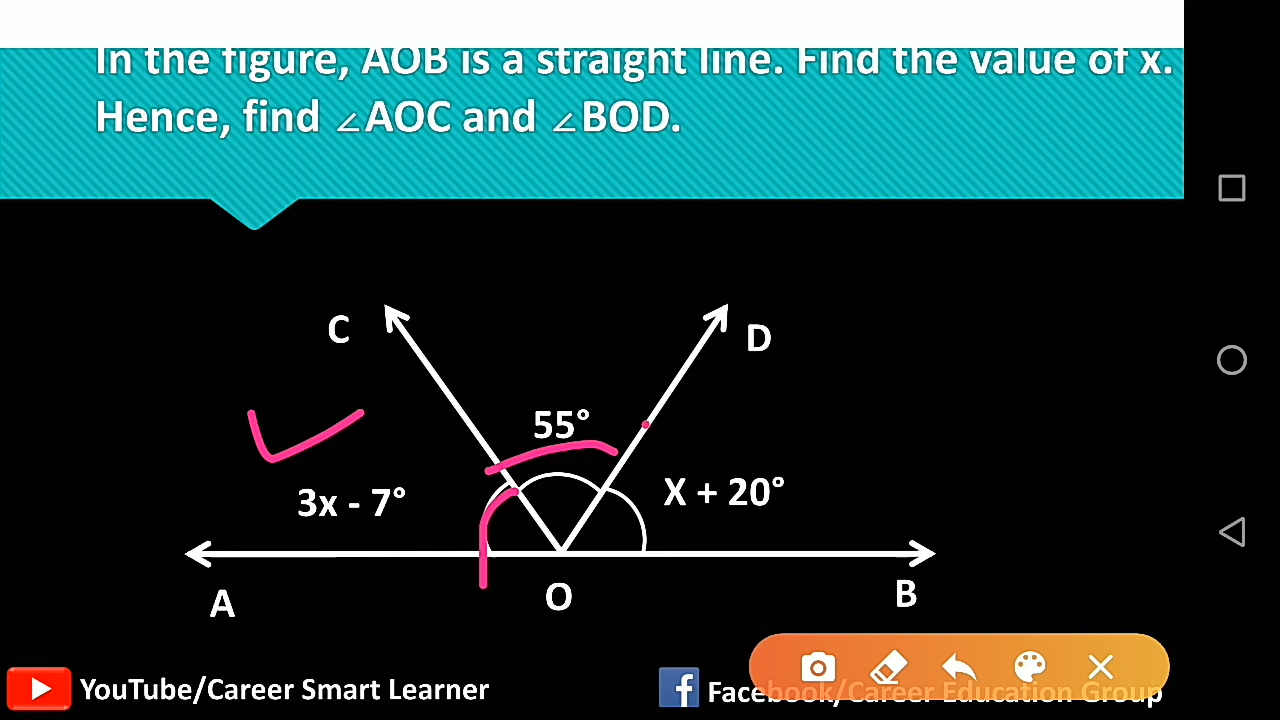 In the figure, AOB is a straight line. Find the value of x.
Hence, find ∠AOC and ∠BOD.
C
D
55°
3x - 7°
X + 20°
A
O
B
YouTube/Career Smart Learner
Facebook/Career Education Group